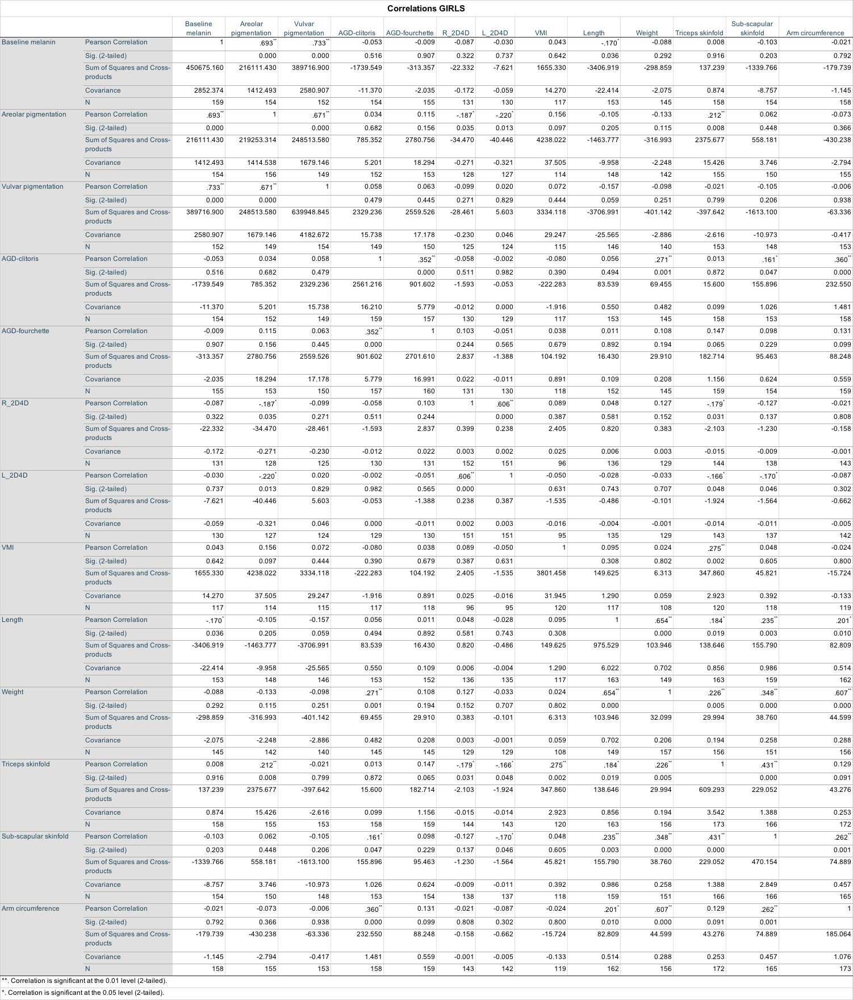 Correlations GIRLS
Baseline melanin Areolar pigmentation Vulvar pigmentation AGD-clitoris AGD-fourchette R_2D4D L_2D4D VMI Length Weight Triceps skinfold Sub-scapular skinfold Arm circumference
Baseline melanin Pearson Correlation 1 .693** .733** -0.053 -0.009 -0.087 -0.030 0.043 -.170* -0.088 0.008 -0.103 -0.021
Sig. (2-tailed) 0.000 0.000 0.516 0.907 0.322 0.737 0.642 0.036 0.292 0.916 0.203 0.792
Sum of Squares and Cross-products 450675.160 216111.430 389716.900 -1739.549 -313.357 -22.332 -7.621 1655.330 -3406.919 -298.859 137.239 -1339.766 -179.739
Covariance 2852.374 1412.493 2580.907 -11.370 -2.035 -0.172 -0.059 14.270 -22.414 -2.075 0.874 -8.757 -1.145
N 159 154 152 154 155 131 130 117 153 145 158 154 158
Areolar pigmentation Pearson Correlation .693** 1 .671** 0.034 0.115 -.187* -.220* 0.156 -0.105 -0.133 .212** 0.062 -0.073
Sig. (2-tailed) 0.000 0.000 0.682 0.156 0.035 0.013 0.097 0.205 0.115 0.008 0.448 0.366
Sum of Squares and Cross-products 216111.430 219253.314 248513.580 785.352 2780.756 -34.470 -40.446 4238.022 -1463.777 -316.993 2375.677 558.181 -430.238
Covariance 1412.493 1414.538 1679.146 5.201 18.294 -0.271 -0.321 37.505 -9.958 -2.248 15.426 3.746 -2.794
N 154 156 149 152 153 128 127 114 148 142 155 150 155
Vulvar pigmentation Pearson Correlation .733** .671** 1 0.058 0.063 -0.099 0.020 0.072 -0.157 -0.098 -0.021 -0.105 -0.006
Sig. (2-tailed) 0.000 0.000 0.479 0.445 0.271 0.829 0.444 0.059 0.251 0.799 0.206 0.938
Sum of Squares and Cross-products 389716.900 248513.580 639948.845 2329.236 2559.526 -28.461 5.603 3334.118 -3706.991 -401.142 -397.642 -1613.100 -63.336
Covariance 2580.907 1679.146 4182.672 15.738 17.178 -0.230 0.046 29.247 -25.565 -2.886 -2.616 -10.973 -0.417
N 152 149 154 149 150 125 124 115 146 140 153 148 153
AGD-clitoris Pearson Correlation -0.053 0.034 0.058 1 .352** -0.058 -0.002 -0.080 0.056 .271** 0.013 .161* .360**
Sig. (2-tailed) 0.516 0.682 0.479 0.000 0.511 0.982 0.390 0.494 0.001 0.872 0.047 0.000
Sum of Squares and Cross-products -1739.549 785.352 2329.236 2561.216 901.602 -1.593 -0.053 -222.283 83.539 69.455 15.600 155.896 232.550
Covariance -11.370 5.201 15.738 16.210 5.779 -0.012 0.000 -1.916 0.550 0.482 0.099 1.026 1.481
N 154 152 149 159 157 130 129 117 153 145 158 153 158
AGD-fourchette Pearson Correlation -0.009 0.115 0.063 .352** 1 0.103 -0.051 0.038 0.011 0.108 0.147 0.098 0.131
Sig. (2-tailed) 0.907 0.156 0.445 0.000 0.244 0.565 0.679 0.892 0.194 0.065 0.229 0.099
Sum of Squares and Cross-products -313.357 2780.756 2559.526 901.602 2701.610 2.837 -1.388 104.192 16.430 29.910 182.714 95.463 88.248
Covariance -2.035 18.294 17.178 5.779 16.991 0.022 -0.011 0.891 0.109 0.208 1.156 0.624 0.559
N 155 153 150 157 160 131 130 118 152 145 159 154 159
R_2D4D Pearson Correlation -0.087 -.187* -0.099 -0.058 0.103 1 .606** 0.089 0.048 0.127 -.179* -0.127 -0.021
Sig. (2-tailed) 0.322 0.035 0.271 0.511 0.244 0.000 0.387 0.581 0.152 0.031 0.137 0.808
Sum of Squares and Cross-products -22.332 -34.470 -28.461 -1.593 2.837 0.399 0.238 2.405 0.820 0.383 -2.103 -1.230 -0.158
Covariance -0.172 -0.271 -0.230 -0.012 0.022 0.003 0.002 0.025 0.006 0.003 -0.015 -0.009 -0.001
N 131 128 125 130 131 152 151 96 136 129 144 138 143
L_2D4D Pearson Correlation -0.030 -.220* 0.020 -0.002 -0.051 .606** 1 -0.050 -0.028 -0.033 -.166* -.170* -0.087
Sig. (2-tailed) 0.737 0.013 0.829 0.982 0.565 0.000 0.631 0.743 0.707 0.048 0.046 0.302
Sum of Squares and Cross-products -7.621 -40.446 5.603 -0.053 -1.388 0.238 0.387 -1.535 -0.486 -0.101 -1.924 -1.564 -0.662
Covariance -0.059 -0.321 0.046 0.000 -0.011 0.002 0.003 -0.016 -0.004 -0.001 -0.014 -0.011 -0.005
N 130 127 124 129 130 151 151 95 135 129 143 137 142
VMI Pearson Correlation 0.043 0.156 0.072 -0.080 0.038 0.089 -0.050 1 0.095 0.024 .275** 0.048 -0.024
Sig. (2-tailed) 0.642 0.097 0.444 0.390 0.679 0.387 0.631 0.308 0.802 0.002 0.605 0.800
Sum of Squares and Cross-products 1655.330 4238.022 3334.118 -222.283 104.192 2.405 -1.535 3801.458 149.625 6.313 347.860 45.821 -15.724
Covariance 14.270 37.505 29.247 -1.916 0.891 0.025 -0.016 31.945 1.290 0.059 2.923 0.392 -0.133
N 117 114 115 117 118 96 95 120 117 108 120 118 119
Length Pearson Correlation -.170* -0.105 -0.157 0.056 0.011 0.048 -0.028 0.095 1 .654** .184* .235** .201*
Sig. (2-tailed) 0.036 0.205 0.059 0.494 0.892 0.581 0.743 0.308 0.000 0.019 0.003 0.010
Sum of Squares and Cross-products -3406.919 -1463.777 -3706.991 83.539 16.430 0.820 -0.486 149.625 975.529 103.946 138.646 155.790 82.809
Covariance -22.414 -9.958 -25.565 0.550 0.109 0.006 -0.004 1.290 6.022 0.702 0.856 0.986 0.514
N 153 148 146 153 152 136 135 117 163 149 163 159 162
Weight Pearson Correlation -0.088 -0.133 -0.098 .271** 0.108 0.127 -0.033 0.024 .654** 1 .226** .348** .607**
Sig. (2-tailed) 0.292 0.115 0.251 0.001 0.194 0.152 0.707 0.802 0.000 0.005 0.000 0.000
Sum of Squares and Cross-products -298.859 -316.993 -401.142 69.455 29.910 0.383 -0.101 6.313 103.946 32.099 29.994 38.760 44.599
Covariance -2.075 -2.248 -2.886 0.482 0.208 0.003 -0.001 0.059 0.702 0.206 0.194 0.258 0.288
N 145 142 140 145 145 129 129 108 149 157 156 151 156
Triceps skinfold Pearson Correlation 0.008 .212** -0.021 0.013 0.147 -.179* -.166* .275** .184* .226** 1 .431** 0.129
Sig. (2-tailed) 0.916 0.008 0.799 0.872 0.065 0.031 0.048 0.002 0.019 0.005 0.000 0.091
Sum of Squares and Cross-products 137.239 2375.677 -397.642 15.600 182.714 -2.103 -1.924 347.860 138.646 29.994 609.293 229.052 43.276
Covariance 0.874 15.426 -2.616 0.099 1.156 -0.015 -0.014 2.923 0.856 0.194 3.542 1.388 0.253
N 158 155 153 158 159 144 143 120 163 156 173 166 172
Sub-scapular skinfold Pearson Correlation -0.103 0.062 -0.105 .161* 0.098 -0.127 -.170* 0.048 .235** .348** .431** 1 .262**
Sig. (2-tailed) 0.203 0.448 0.206 0.047 0.229 0.137 0.046 0.605 0.003 0.000 0.000 0.001
Sum of Squares and Cross-products -1339.766 558.181 -1613.100 155.896 95.463 -1.230 -1.564 45.821 155.790 38.760 229.052 470.154 74.889
Covariance -8.757 3.746 -10.973 1.026 0.624 -0.009 -0.011 0.392 0.986 0.258 1.388 2.849 0.457
N 154 150 148 153 154 138 137 118 159 151 166 166 165
Arm circumference Pearson Correlation -0.021 -0.073 -0.006 .360** 0.131 -0.021 -0.087 -0.024 .201* .607** 0.129 .262** 1
Sig. (2-tailed) 0.792 0.366 0.938 0.000 0.099 0.808 0.302 0.800 0.010 0.000 0.091 0.001
Sum of Squares and Cross-products -179.739 -430.238 -63.336 232.550 88.248 -0.158 -0.662 -15.724 82.809 44.599 43.276 74.889 185.064
Covariance -1.145 -2.794 -0.417 1.481 0.559 -0.001 -0.005 -0.133 0.514 0.288 0.253 0.457 1.076
N 158 155 153 158 159 143 142 119 162 156 172 165 173
**. Correlation is significant at the 0.01 level (2-tailed).
*. Correlation is significant at the 0.05 level (2-tailed).